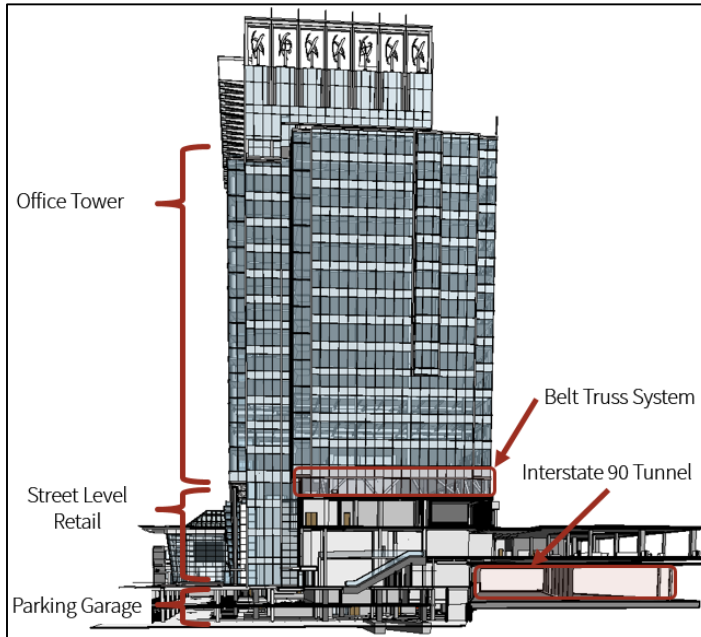 Office Tower
Belt Truss System
Interstate 90 Tunnel
Street Level
Retail
Parking Garage